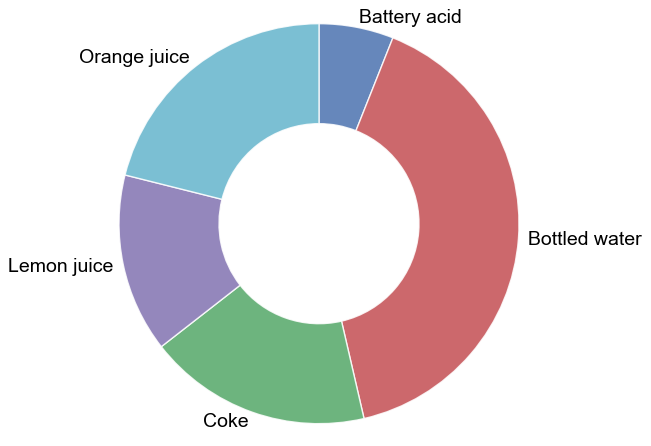 Battery acid
Orange juice
Bottled water
Lemon juice
Coke